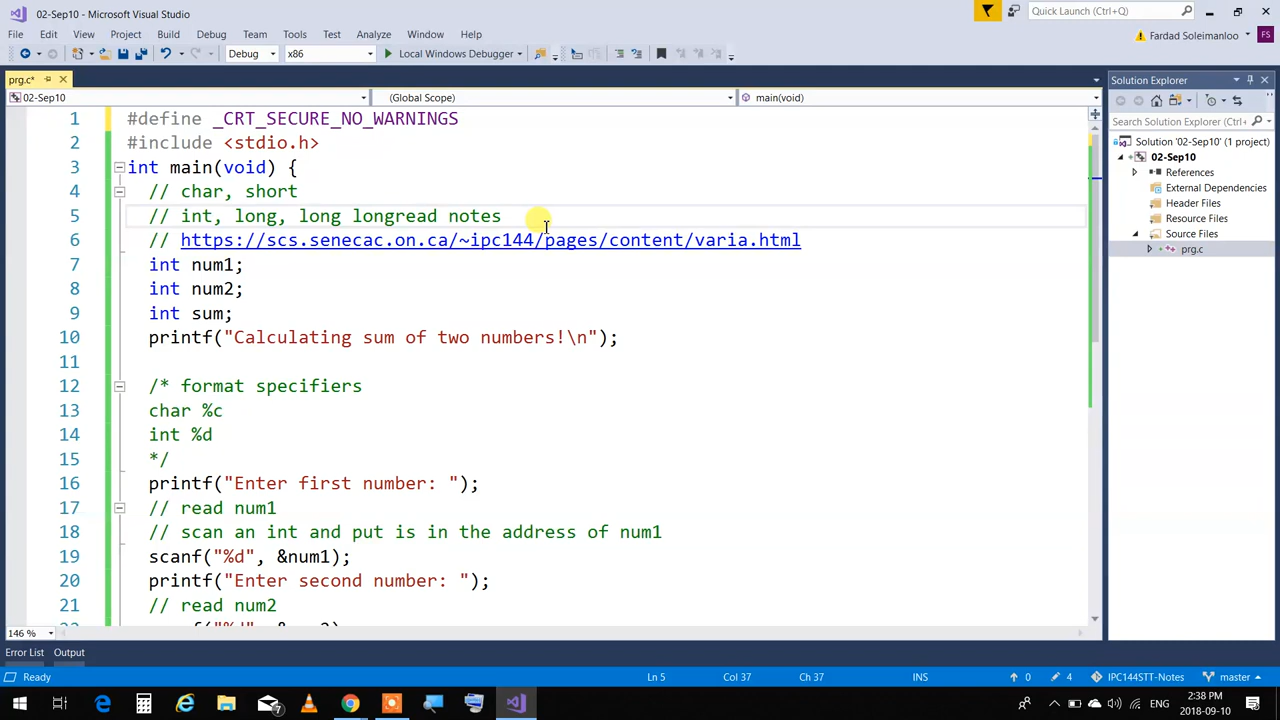 02-Sep10 - Microsoft Visual Studio
Quick Launch (Ctrl+Q)
File Edit View Project Build Debug Team Tools Test Analyze Window Help
Fardad Soleimanloo FS
Debug x86 Local Windows Debugger
prg.c*
Solution Explorer
02-Sep10 (Global Scope) main(void)
Search Solution Explorer (Ctrl+
Solution '02-Sep10' (1 project)
02-Sep10
References
External Dependencies
Header Files
Resource Files
Source Files
prg.c
1 #define _CRT_SECURE_NO_WARNINGS
2 #include <stdio.h>
3 int main(void) {
4 // char, short
5 // int, long, long longread notes
6 // https://scs.senecac.on.ca/~ipc144/pages/content/varia.html
7 int num1;
8 int num2;
9 int sum;
10 printf("Calculating sum of two numbers!\n");
11
12 /* format specifiers
13 char %c
14 int %d
15 */
16 printf("Enter first number: ");
17 // read num1
18 // scan an int and put is in the address of num1
19 scanf("%d", &num1);
20 printf("Enter second number: ");
21 // read num2
146 %
Error List Output
Ready Ln 5 Col 37 Ch 37 INS 0 4 IPC144STT-Notes master
7 ENG 2:38 PM
2018-09-10